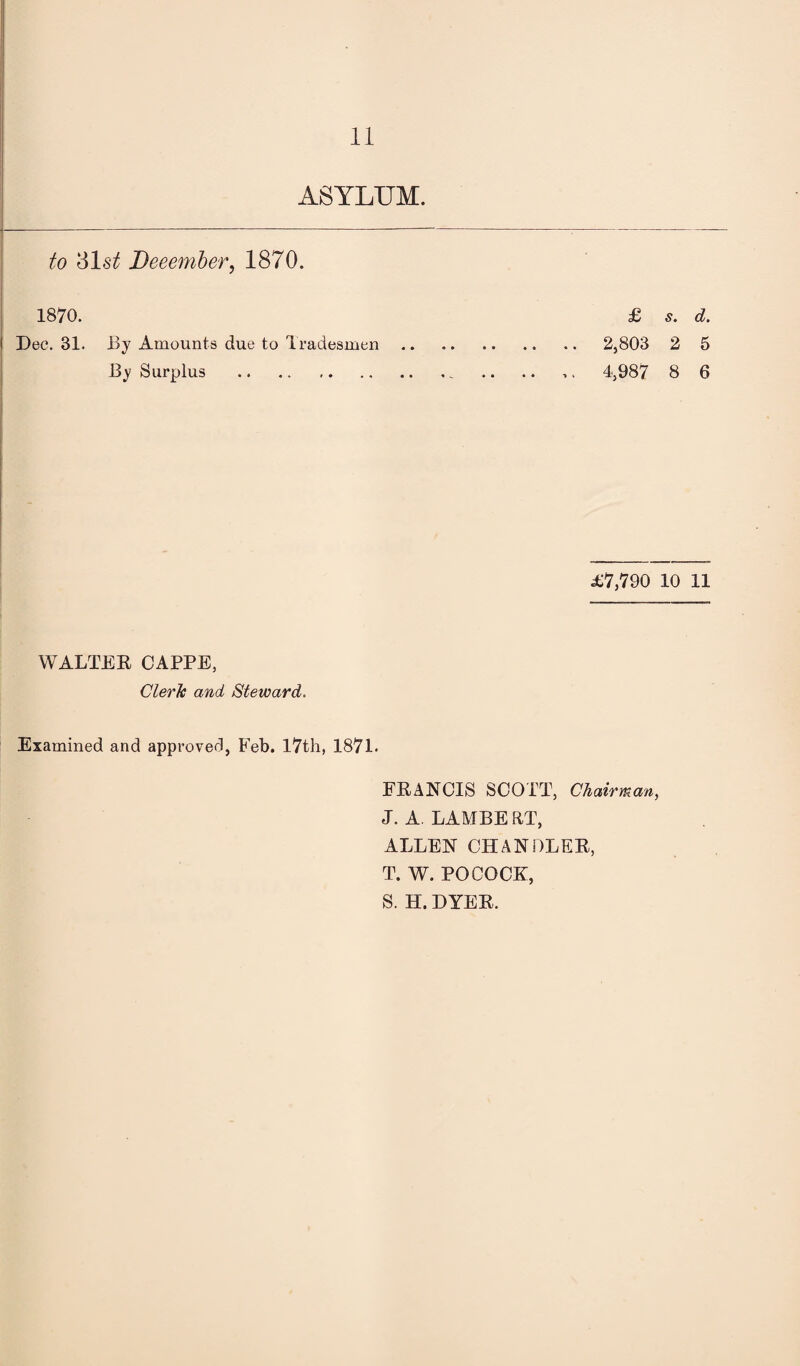 11
ASYLUM.
to 31st Deeember, 1870.
1870. £ s. d.
Dec. 31. By Amounts due to Tradesmen .. .. .. .. .. 2,803 2 5
By Surplus .. .. .. .. .. .. .. .. .. 4,987 8 6
£7,790 10 11
WALTER CAPPE,
Clerk and Steward.
Examined and approved, Feb. 17th, 1871.
FRANCIS SCOTT, Chairman,
J. A. LAMBERT,
ALLEN CHANDLER,
T. W. POCOCK,
S. H. DYER.